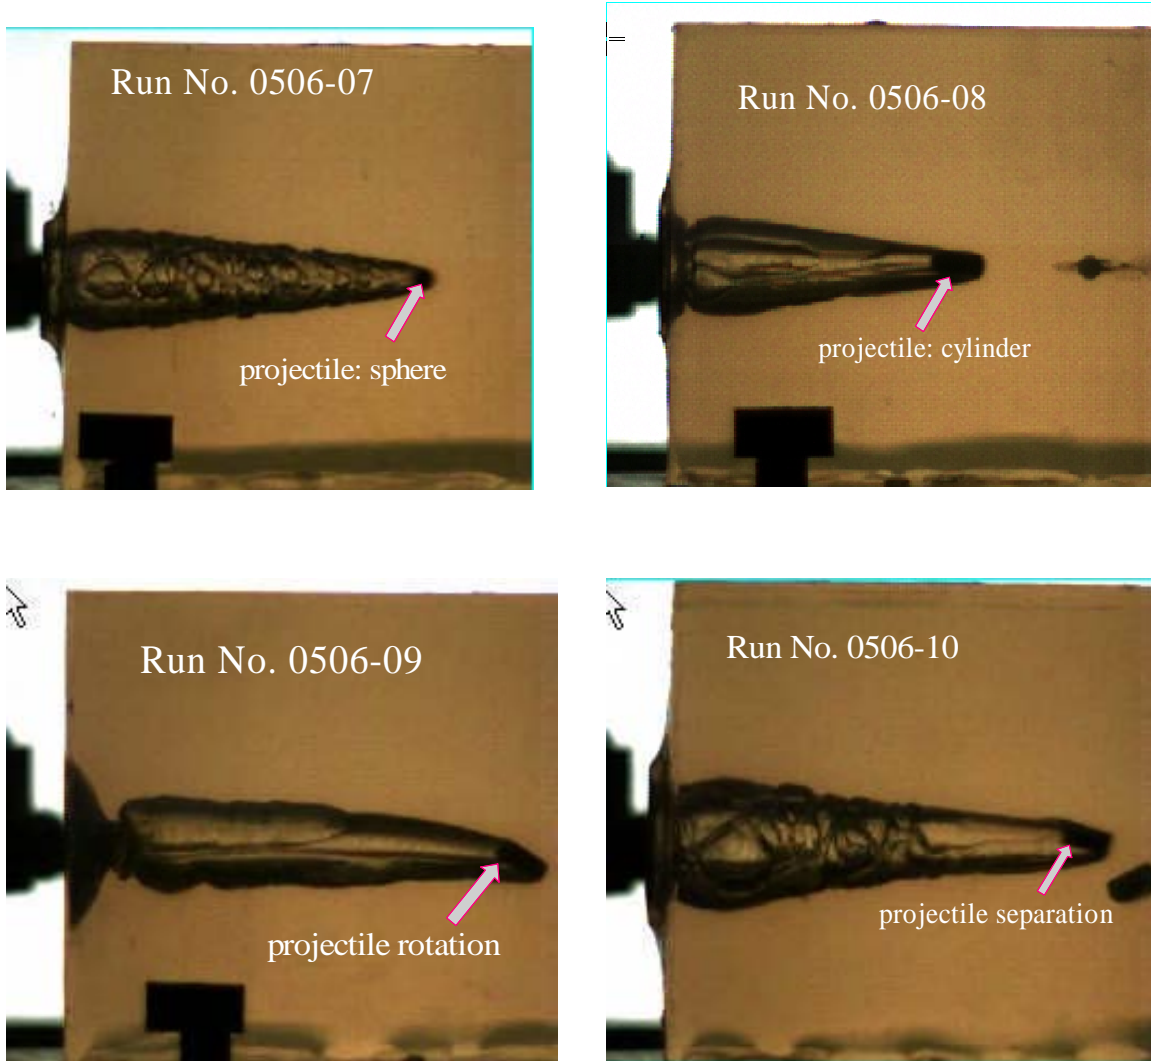 Run No. 0506-07
projectile: sphere
Run No. 0506-08
projectile: cylinder
Run No. 0506-09
projectile rotation
Run No. 0506-10
projectile separation